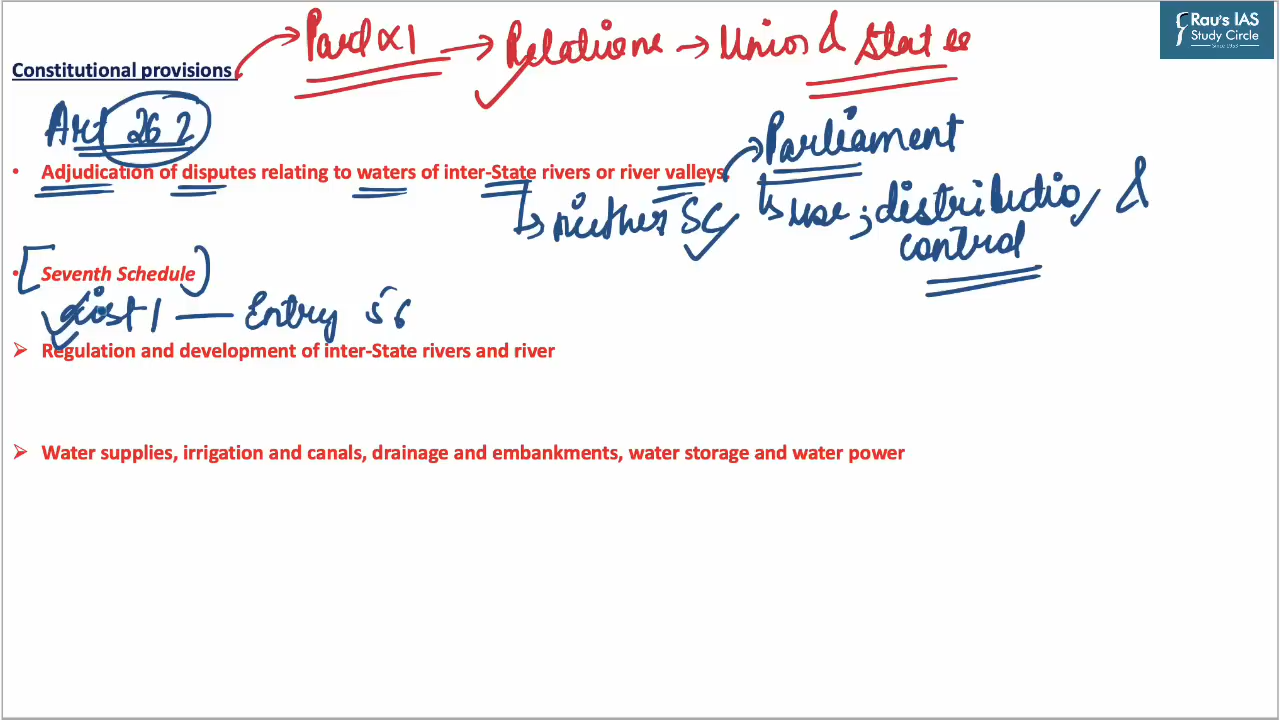 Rau's IAS
Study Circle
Since 1953
Part XI → Relations → Union & States
Constitutional provisions
Art 262
• Adjudication of disputes relating to waters of inter-State rivers or river valleys
Parliament
↳ neither SC
↳ use, distributio, &
control
• [Seventh Schedule)
List 1 — Entry 56
➢ Regulation and development of inter-State rivers and river
➢ Water supplies, irrigation and canals, drainage and embankments, water storage and water power